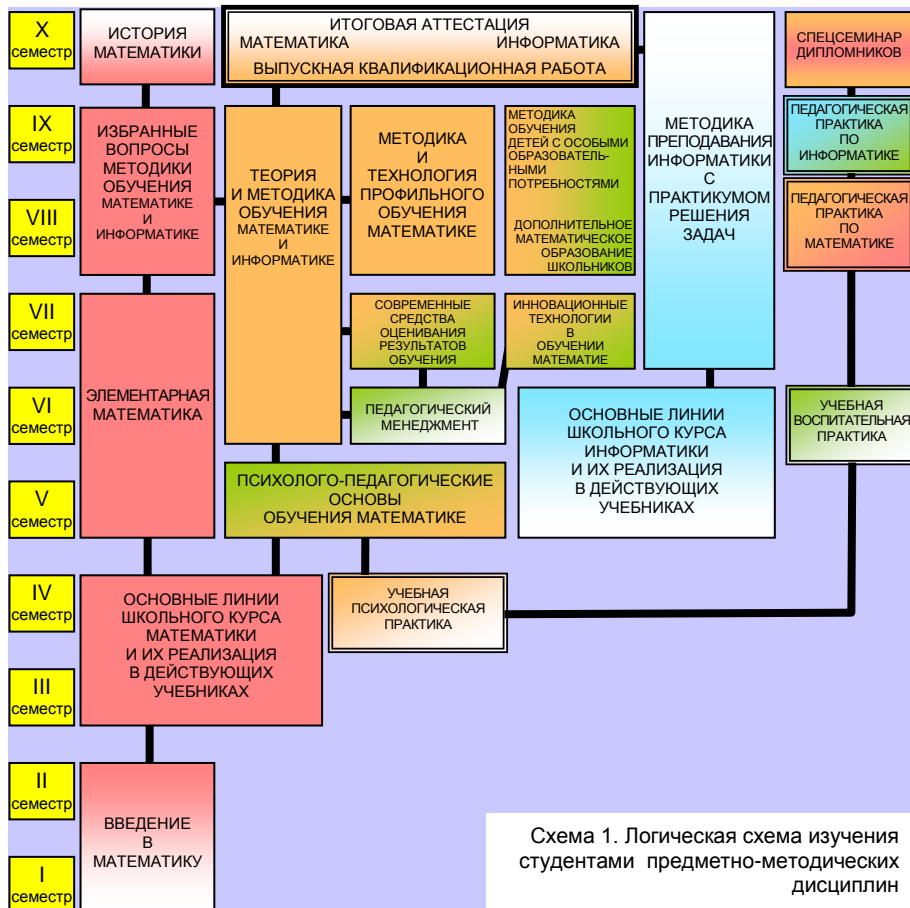 X
семестр
ИСТОРИЯ
МАТЕМАТИКИ
ИТОГОВАЯ АТТЕСТАЦИЯ
МАТЕМАТИКА ИНФОРМАТИКА
ВЫПУСКНАЯ КВАЛИФИКАЦИОННАЯ РАБОТА
СПЕЦСЕМИНАР
ДИПЛОМНИКОВ
IX
семестр
ИЗБРАННЫЕ
ВОПРОСЫ
МЕТОДИКИ
ОБУЧЕНИЯ
МАТЕМАТИКЕ
И
ИНФОРМАТИКЕ
ТЕОРИЯ
И МЕТОДИКА
ОБУЧЕНИЯ
МАТЕМАТИКЕ
И
ИНФОРМАТИКЕ
МЕТОДИКА
И
ТЕХНОЛОГИЯ
ПРОФИЛЬНОГО
ОБУЧЕНИЯ
МАТЕМАТИКЕ
МЕТОДИКА
ОБУЧЕНИЯ
ДЕТЕЙ С ОСОБЫМИ
ОБРАЗОВАТЕЛЬ-
НЫМИ
ПОТРЕБНОСТЯМИ
ДОПОЛНИТЕЛЬНОЕ
МАТЕМАТИЧЕСКОЕ
ОБРАЗОВАНИЕ
ШКОЛЬНИКОВ
МЕТОДИКА
ПРЕПОДАВАНИЯ
ИНФОРМАТИКИ
С
ПРАКТИКУМОМ
РЕШЕНИЯ
ЗАДАЧ
ПЕДАГОГИЧЕСКАЯ
ПРАКТИКА
ПО
ИНФОРМАТИКЕ
VIII
семестр
ПЕДАГОГИЧЕСКАЯ
ПРАКТИКА
ПО
МАТЕМАТИКЕ
VII
семестр
ЭЛЕМЕНТАРНАЯ
МАТЕМАТИКА
СОВРЕМЕННЫЕ
СРЕДСТВА
ОЦЕНИВАНИЯ
РЕЗУЛЬТАТОВ
ОБУЧЕНИЯ
ИННОВАЦИОННЫЕ
ТЕХНОЛОГИИ
В
ОБУЧЕНИИ
МАТЕМАТИЕ
VI
семестр
ПЕДАГОГИЧЕСКИЙ
МЕНЕДЖМЕНТ
ОСНОВНЫЕ ЛИНИИ
ШКОЛЬНОГО КУРСА
ИНФОРМАТИКИ
И ИХ РЕАЛИЗАЦИЯ
В ДЕЙСТВУЮЩИХ
УЧЕБНИКАХ
УЧЕБНАЯ
ВОСПИТАТЕЛЬНАЯ
ПРАКТИКА
V
семестр
ПСИХОЛОГО-ПЕДАГОГИЧЕСКИЕ
ОСНОВЫ
ОБУЧЕНИЯ МАТЕМАТИКЕ
IV
семестр
ОСНОВНЫЕ ЛИНИИ
ШКОЛЬНОГО КУРСА
МАТЕМАТИКИ
И ИХ РЕАЛИЗАЦИЯ
В ДЕЙСТВУЮЩИХ
УЧЕБНИКАХ
УЧЕБНАЯ
ПСИХОЛОГИЧЕСКАЯ
ПРАКТИКА
III
семестр
II
семестр
ВВЕДЕНИЕ
В
МАТЕМАТИКУ
I
семестр
Схема 1. Логическая схема изучения
студентами предметно-методических
дисциплин